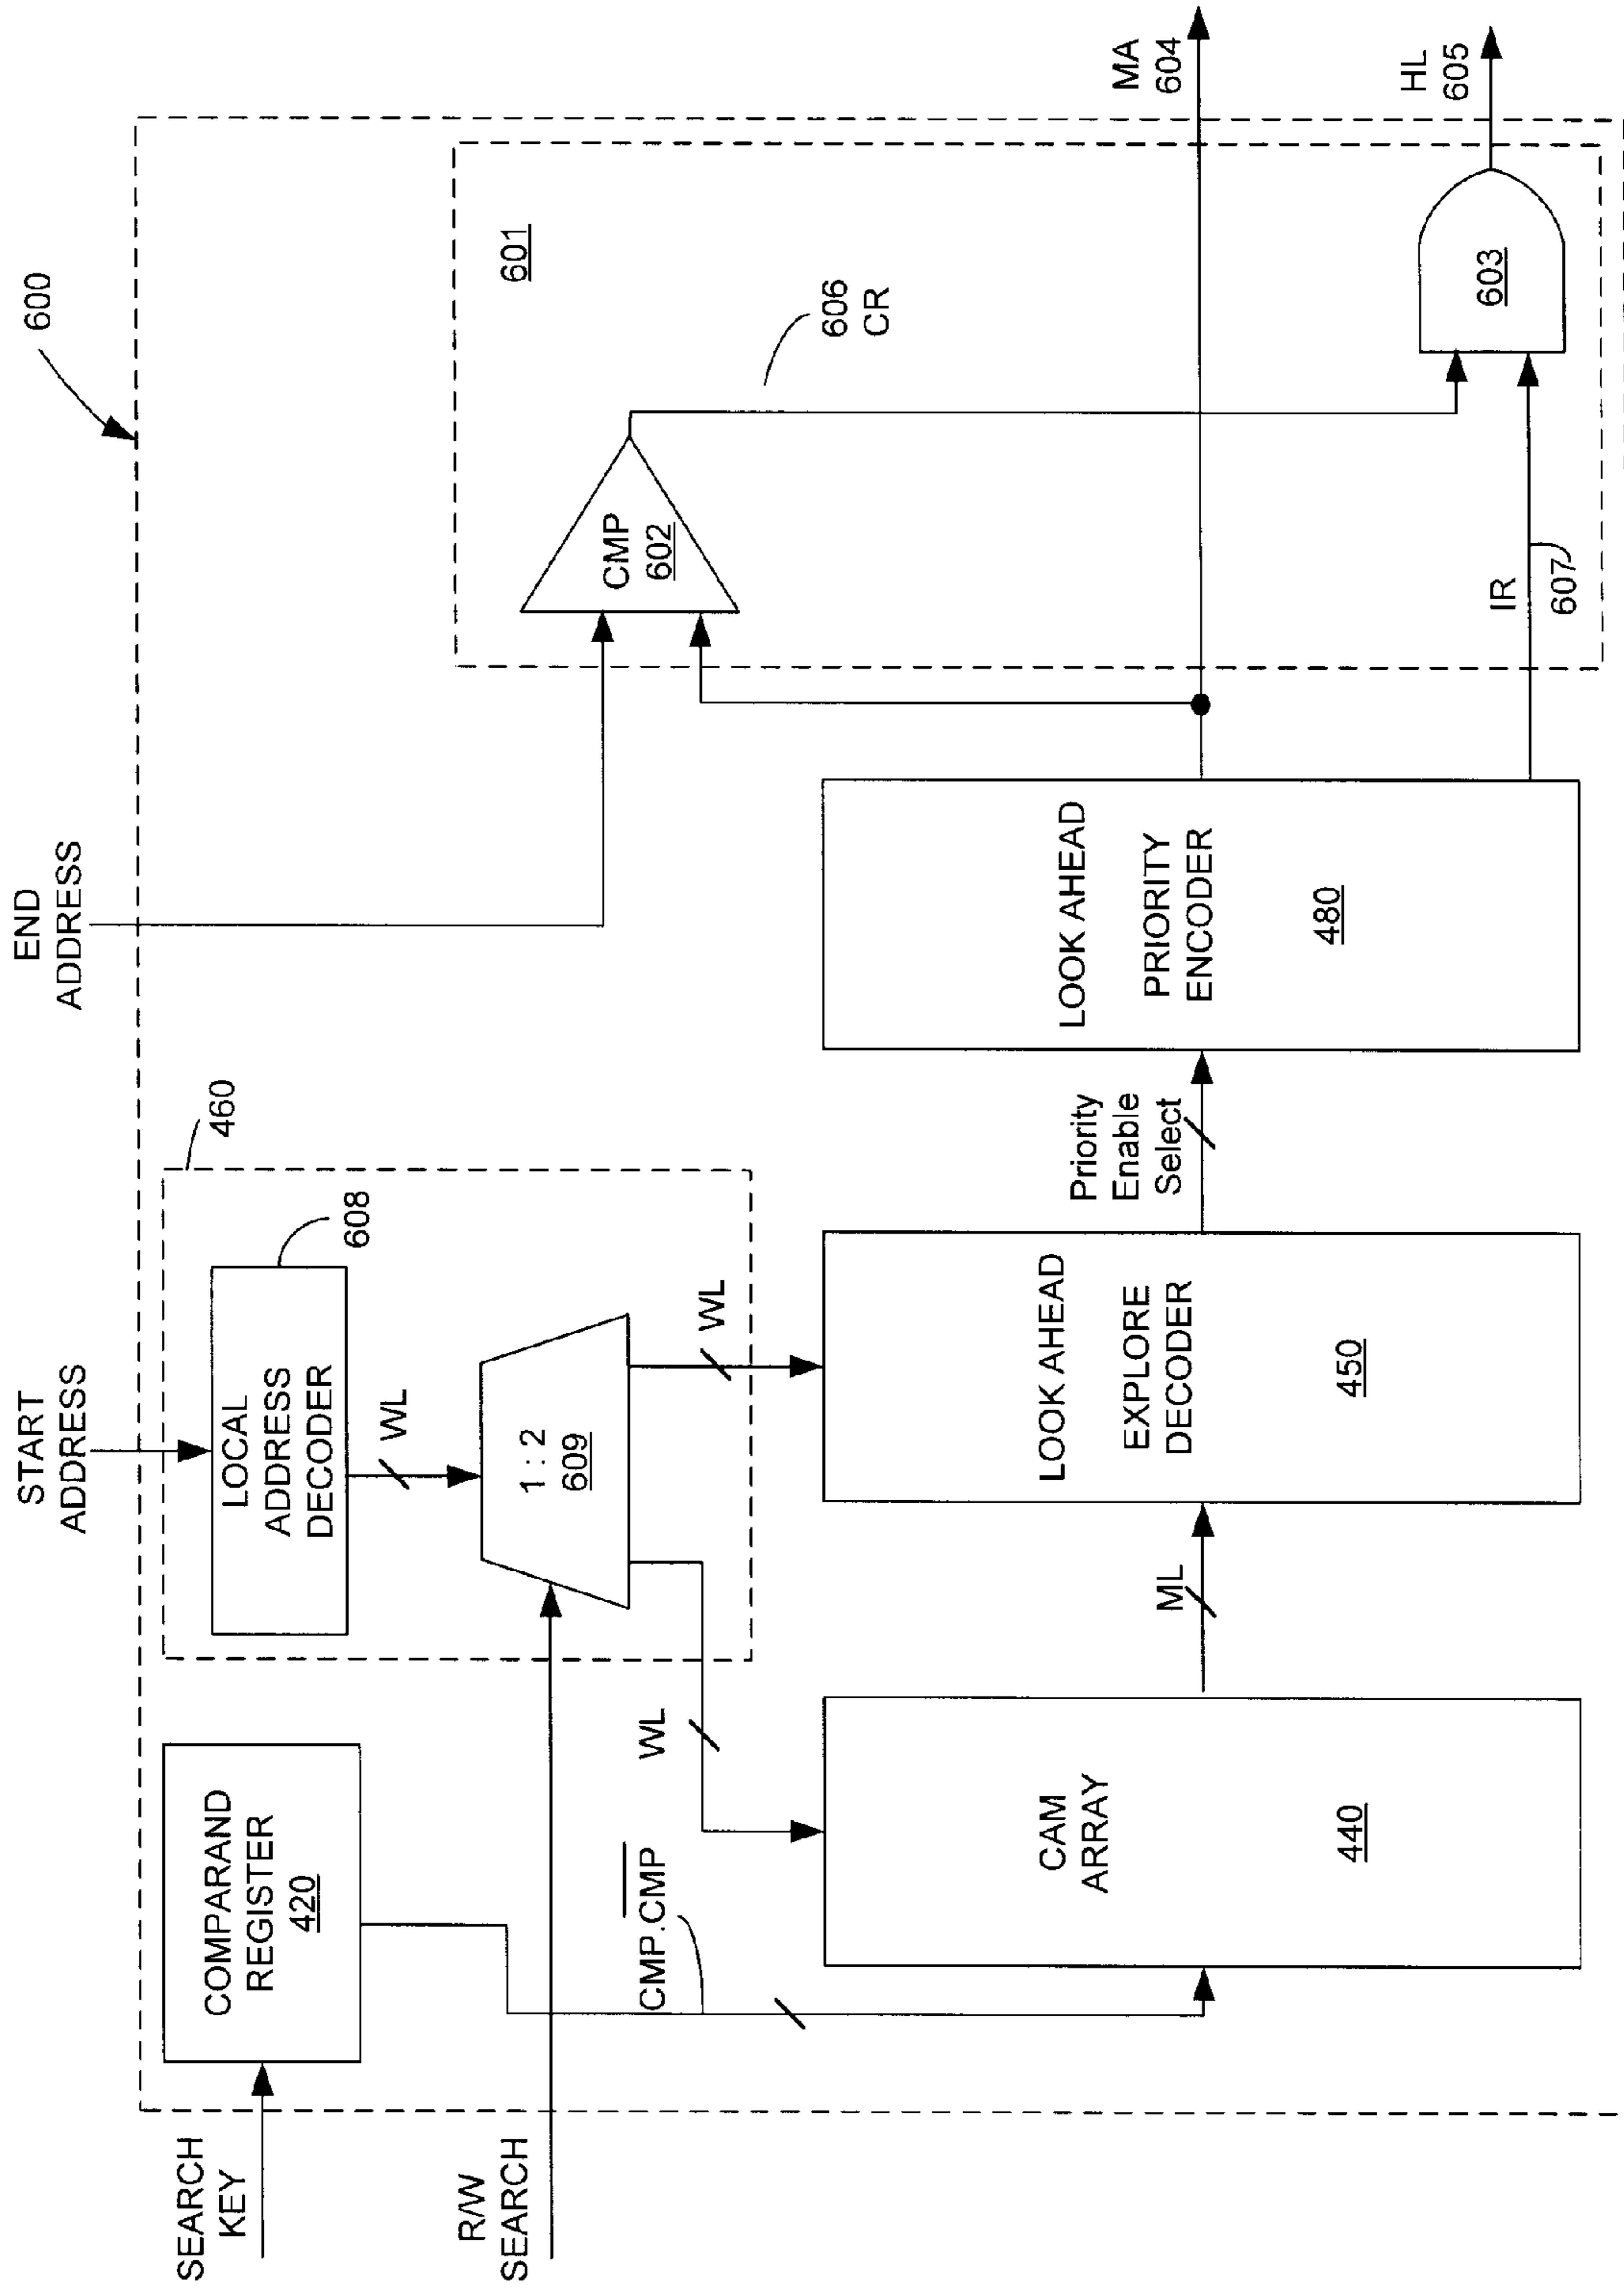 600
SEARCH
KEY
COMPARAND
REGISTER
420
START
ADDRESS
460
LOCAL
ADDRESS
DECODER
608
WL
1 : 2
609
R/W
SEARCH
WL
WL
CMP.CMP
CAM
ARRAY
440
ML
LOOK AHEAD
EXPLORE
DECODER
450
Priority
Enable
Select
LOOK AHEAD
PRIORITY
ENCODER
480
END
ADDRESS
601
CMP
602
606
CR
603
IR
607
MA
604
HL
605